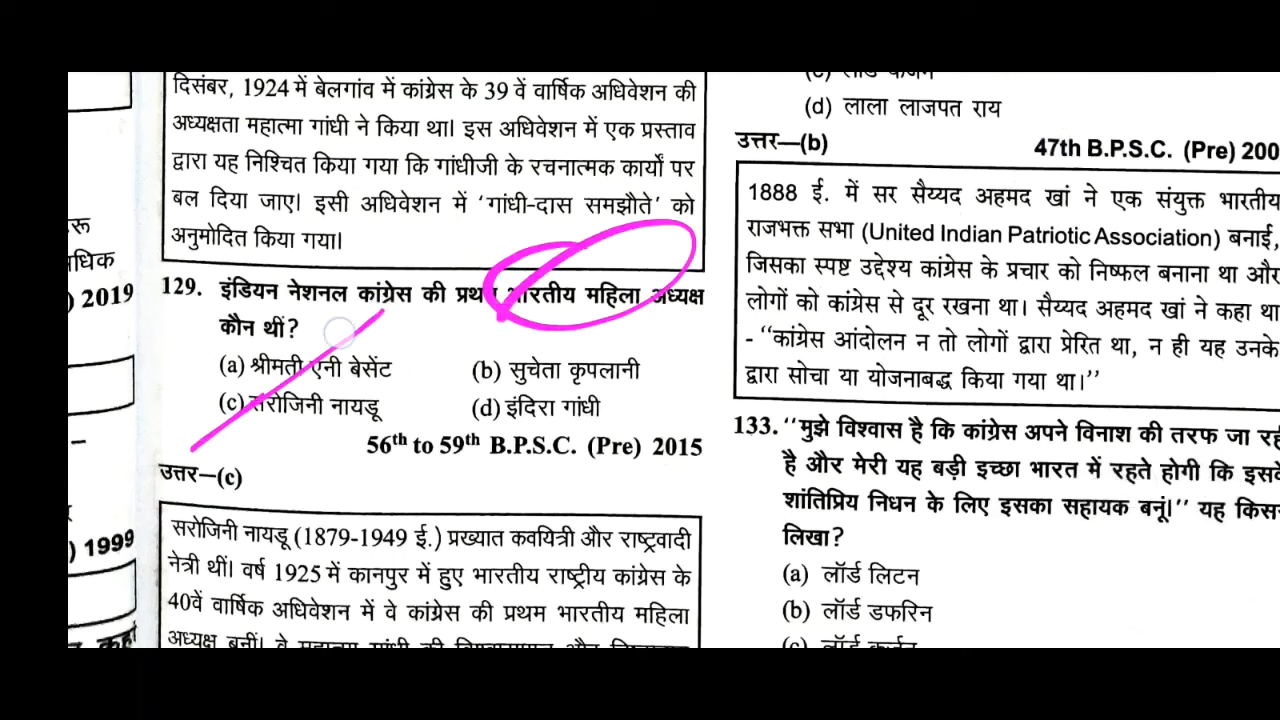 रू
धिक
) 2019
–
) 1999
दिसंबर, 1924 में बेलगांव में कांग्रेस के 39 वें वार्षिक अधिवेशन की
अध्यक्षता महात्मा गांधी ने किया था। इस अधिवेशन में एक प्रस्ताव
द्वारा यह निश्चित किया गया कि गांधीजी के रचनात्मक कार्यों पर
बल दिया जाए। इसी अधिवेशन में 'गांधी-दास समझौते' को
अनुमोदित किया गया।
129. इंडियन नेशनल कांग्रेस की प्रथम भारतीय महिला अध्यक्ष
कौन थीं?
(a) श्रीमती एनी बेसेंट (b) सुचेता कृपलानी
(c) सरोजिनी नायडू (d) इंदिरा गांधी
56th to 59th B.P.S.C. (Pre) 2015
उत्तर—(c)
सरोजिनी नायडू (1879-1949 ई.) प्रख्यात कवयित्री और राष्ट्रवादी
नेत्री थीं। वर्ष 1925 में कानपुर में हुए भारतीय राष्ट्रीय कांग्रेस के
40वें वार्षिक अधिवेशन में वे कांग्रेस की प्रथम भारतीय महिला
अध्यक्ष बनीं। वे महात्मा गांधी की
(d) लाला लाजपत राय
उत्तर—(b)
47th B.P.S.C. (Pre) 200
1888 ई. में सर सैय्यद अहमद खां ने एक संयुक्त भारतीय
राजभक्त सभा (United Indian Patriotic Association) बनाई,
जिसका स्पष्ट उद्देश्य कांग्रेस के प्रचार को निष्फल बनाना था और
लोगों को कांग्रेस से दूर रखना था। सैय्यद अहमद खां ने कहा था
- ''कांग्रेस आंदोलन न तो लोगों द्वारा प्रेरित था, न ही यह उनके
द्वारा सोचा या योजनाबद्ध किया गया था।''
133. ''मुझे विश्वास है कि कांग्रेस अपने विनाश की तरफ जा रही
है और मेरी यह बड़ी इच्छा भारत में रहते होगी कि इसके
शांतिप्रिय निधन के लिए इसका सहायक बनूं।'' यह किस
लिखा?
(a) लॉर्ड लिटन
(b) लॉर्ड डफरिन
(c) लॉर्ड कर्जन